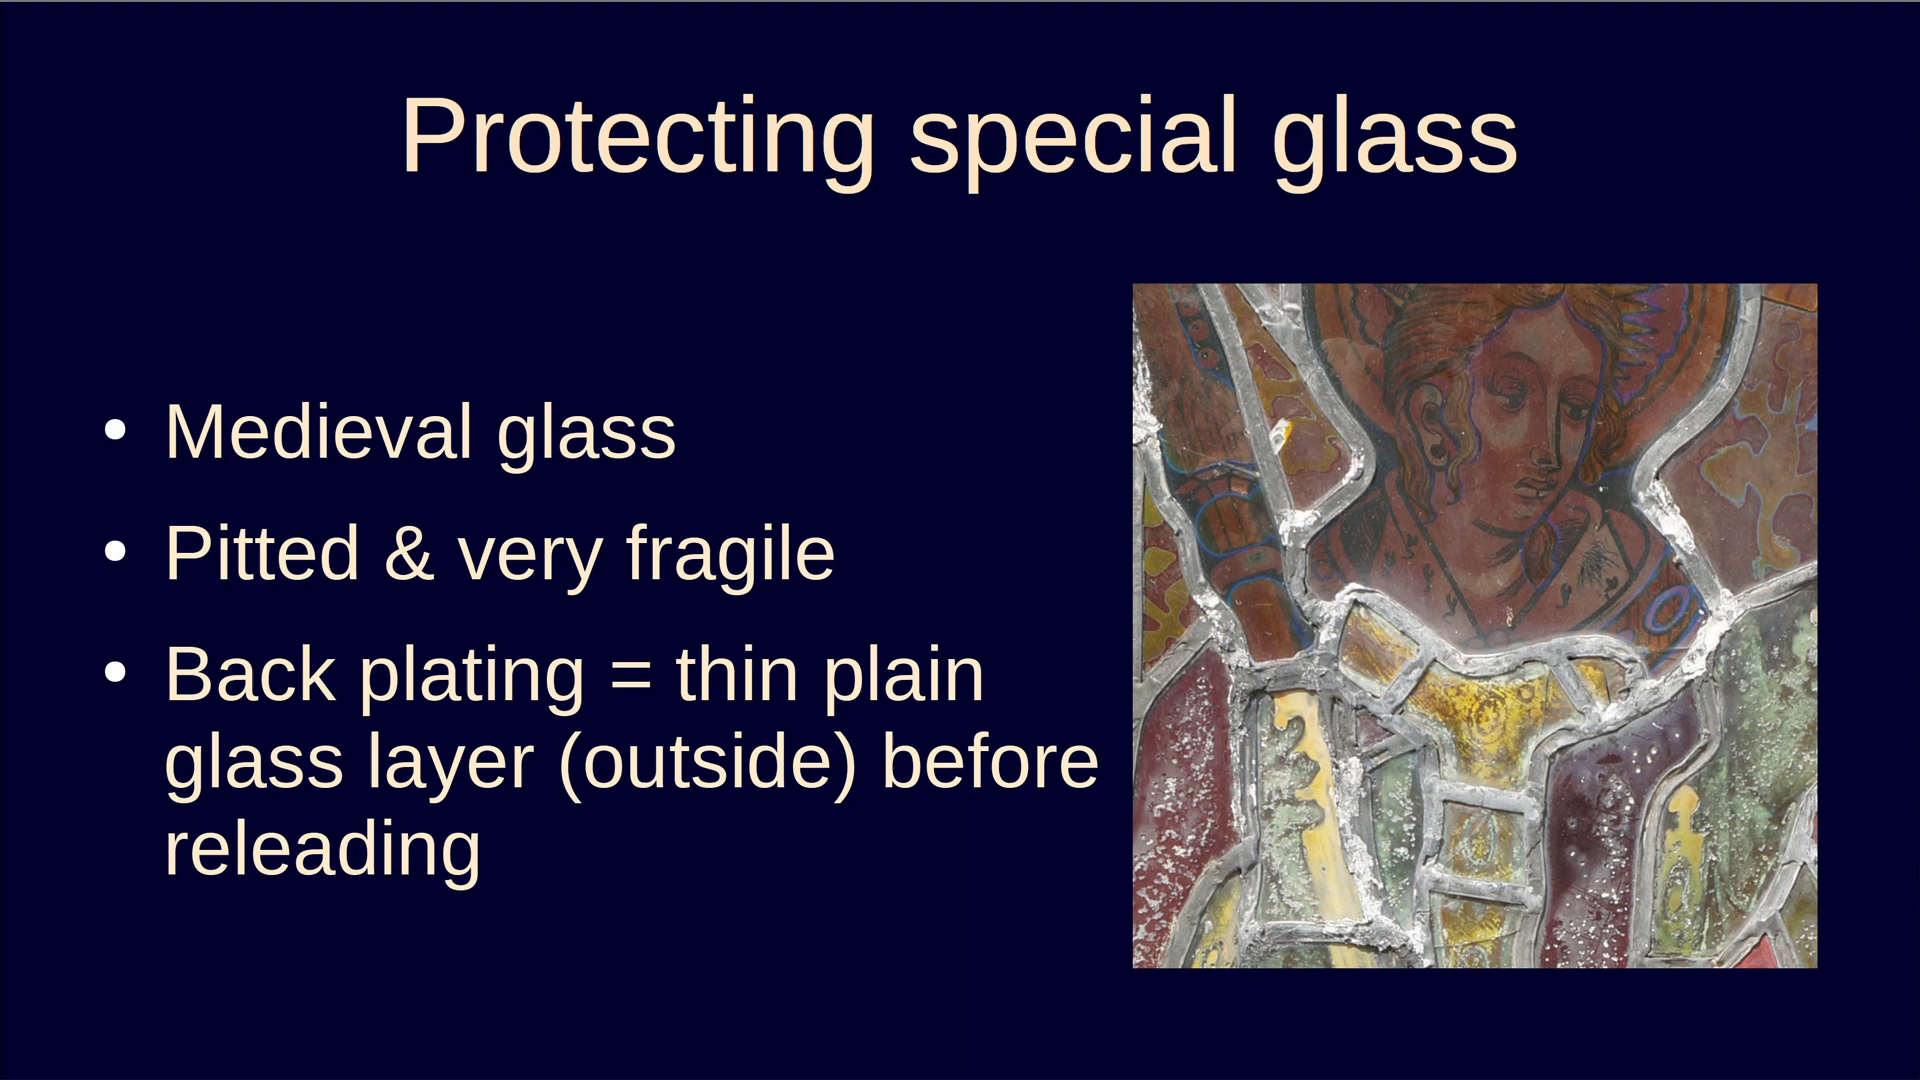 Protecting special glass
• Medieval glass
• Pitted & very fragile
• Back plating = thin plain
glass layer (outside) before
releading